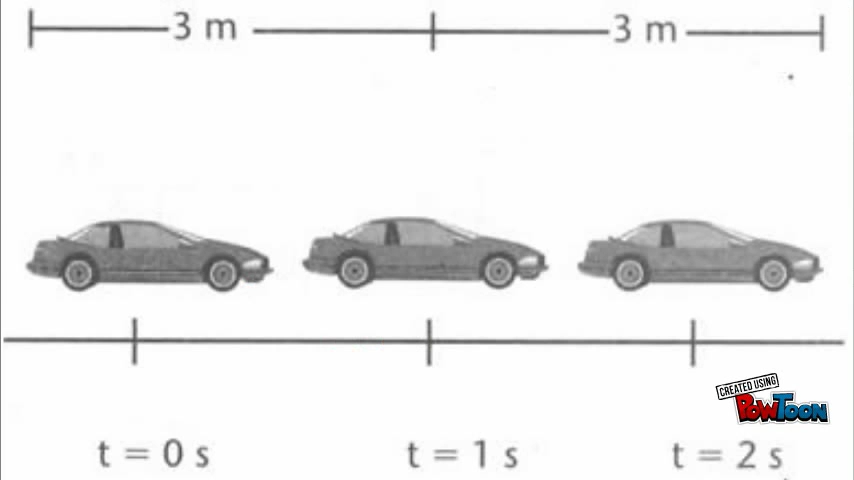 3 m 3 m
CREATED USING
POWTOON
t = 0 s t = 1 s t = 2 s